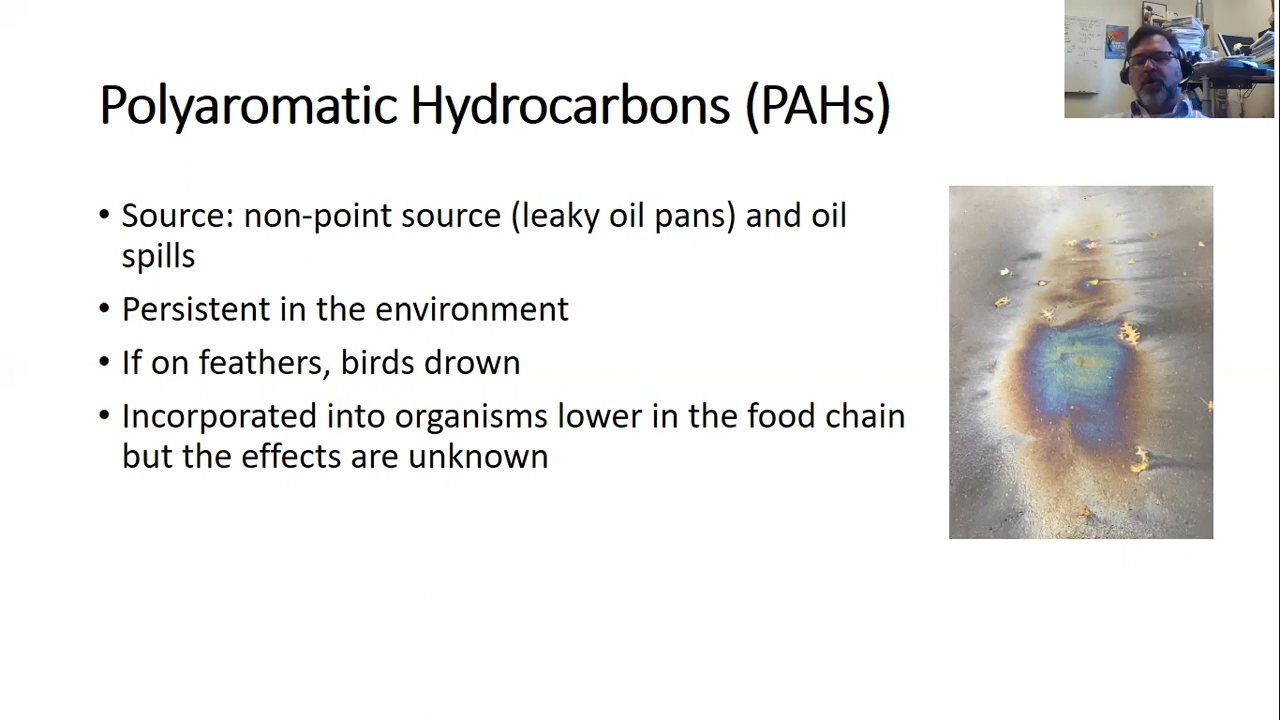 Polyaromatic Hydrocarbons (PAHs)
• Source: non-point source (leaky oil pans) and oil
spills
• Persistent in the environment
• If on feathers, birds drown
• Incorporated into organisms lower in the food chain
but the effects are unknown